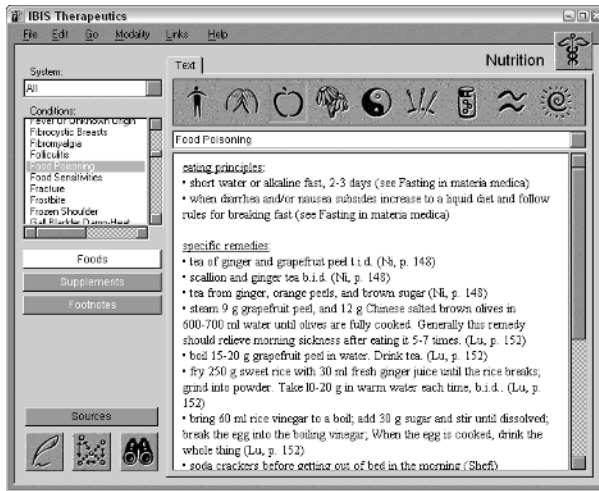 IBIS Therapeutics
File Edit Go Modality Links Help
Nutrition
System:
All
Conditions:
Fever Of Unknown Origin
Fibrocystic Breasts
Fibromyalgia
Folliculitis
Food Poisoning
Food Sensitivities
Fracture
Frostbite
Frozen Shoulder
Gall Bladder Damp-Heat
Foods
Supplements
Footnotes
Sources
Text
Food Poisoning
eating principles:
• short water or alkaline fast, 2-3 days (see Fasting in materia medica)
• when diarrhea and/or nausea subsides increase to a liquid diet and follow
rules for breaking fast (see Fasting in materia medica)
specific remedies:
• tea of ginger and grapefruit peel t.i.d. (Ni, p. 148)
• scallion and ginger tea b.i.d. (Ni, p. 148)
• tea from ginger, orange peels, and brown sugar (Ni, p. 148)
• steam 9 g grapefruit peel, and 12 g Chinese salted brown olives in
600-700 ml water until olives are fully cooked. Generally this remedy
should relieve morning sickness after eating it 5-7 times. (Lu, p. 152)
• boil 15-20 g grapefruit peel in water. Drink tea. (Lu, p. 152)
• fry 250 g sweet rice with 30 ml fresh ginger juice until the rice breaks;
grind into powder. Take 10-20 g in warm water each time, b.i.d.. (Lu, p.
152)
• bring 60 ml rice vinegar to a boil; add 30 g sugar and stir until dissolved;
break the egg into the boiling vinegar; When the egg is cooked, drink the
whole thing (Lu, p. 152)
• soda crackers before getting out of bed in the morning (Shefi)